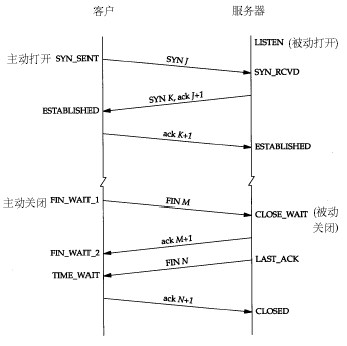 客户 服务器
LISTEN (被动打开)
主动打开 SYN_SENT
SYN J
SYN_RCVD
SYN K, ack J+1
ESTABLISHED
ack K+1
ESTABLISHED
主动关闭 FIN_WAIT_1
FIN M
CLOSE_WAIT (被动
关闭)
ack M+1
FIN_WAIT_2
FIN N
LAST_ACK
TIME_WAIT
ack N+1
CLOSED